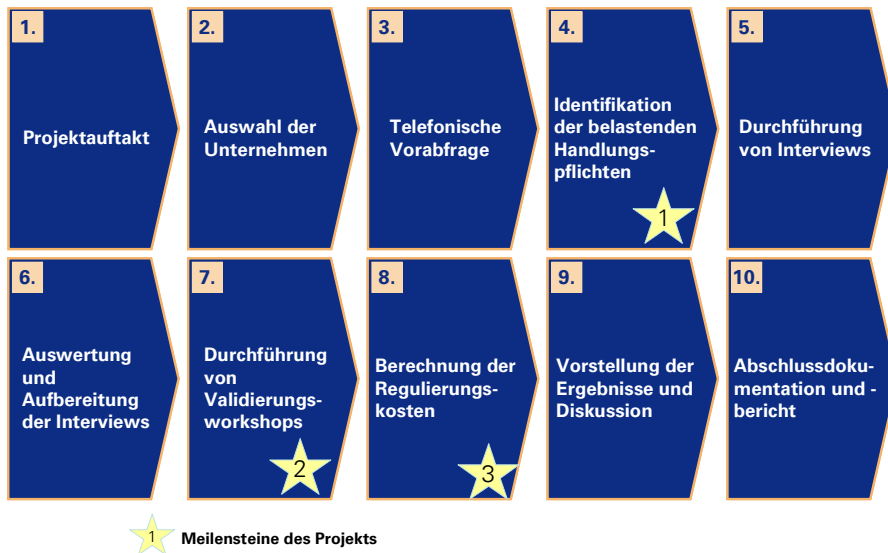 1.
Projektauftakt
2.
Auswahl der
Unternehmen
3.
Telefonische
Vorabfrage
4.
Identifikation
der belastenden
Handlungs-
pflichten
1
5.
Durchführung
von Interviews
6.
Auswertung
und
Aufbereitung
der Interviews
7.
Durchführung
von
Validierungs-
workshops
2
8.
Berechnung der
Regulierungs-
kosten
3
9.
Vorstellung der
Ergebnisse und
Diskussion
10.
Abschlussdoku-
mentation und -
bericht
1
Meilensteine des Projekts